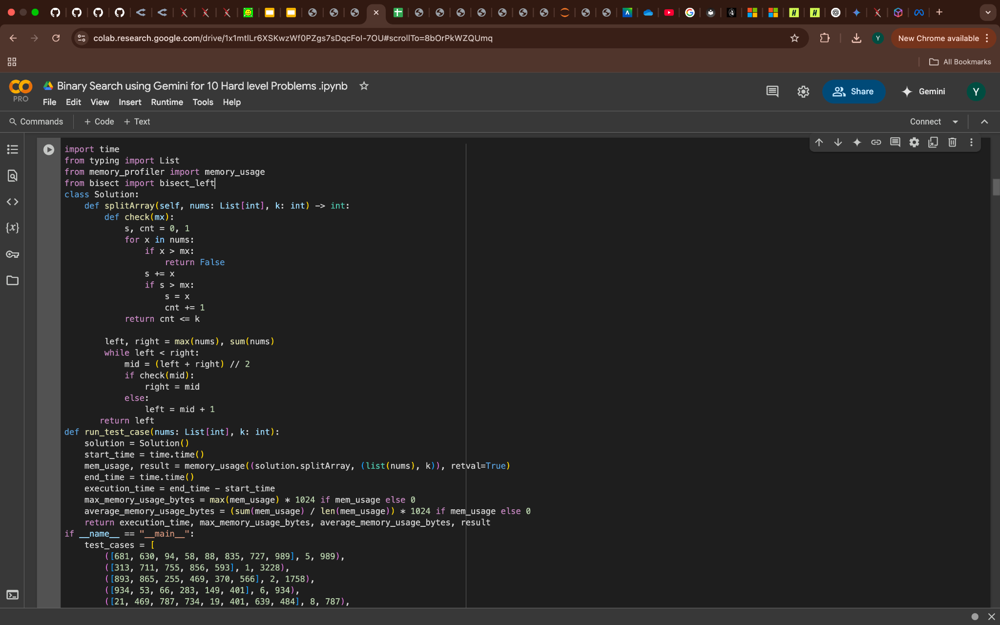 colab.research.google.com/drive/1x1mtlLr6XSKwzWf0PZgs7sDqcFoI-7OU#scrollTo=8bOrPkWZQUmq
Y
New Chrome available
All Bookmarks
Binary Search using Gemini for 10 Hard level Problems .ipynb
PRO
File Edit View Insert Runtime Tools Help
Share
Gemini
Y
Commands
+ Code + Text
Connect
import time
from typing import List
from memory_profiler import memory_usage
from bisect import bisect_left
class Solution:
    def splitArray(self, nums: List[int], k: int) -> int:
        def check(mx):
            s, cnt = 0, 1
            for x in nums:
                if x > mx:
                    return False
                s += x
                if s > mx:
                    s = x
                    cnt += 1
            return cnt <= k
        left, right = max(nums), sum(nums)
        while left < right:
            mid = (left + right) // 2
            if check(mid):
                right = mid
            else:
                left = mid + 1
       return left
def run_test_case(nums: List[int], k: int):
    solution = Solution()
    start_time = time.time()
    mem_usage, result = memory_usage((solution.splitArray, (list(nums), k)), retval=True)
    end_time = time.time()
    execution_time = end_time - start_time
    max_memory_usage_bytes = max(mem_usage) * 1024 if mem_usage else 0
    average_memory_usage_bytes = (sum(mem_usage) / len(mem_usage)) * 1024 if mem_usage else 0
    return execution_time, max_memory_usage_bytes, average_memory_usage_bytes, result
if __name__ == "__main__":
    test_cases = [
        ([681, 630, 94, 58, 88, 835, 727, 989], 5, 989),
        ([313, 711, 755, 856, 593], 1, 3228),
        ([893, 865, 255, 469, 370, 566], 2, 1758),
        ([934, 53, 66, 283, 149, 401], 6, 934),
        ([21, 469, 787, 734, 19, 401, 639, 484], 8, 787),